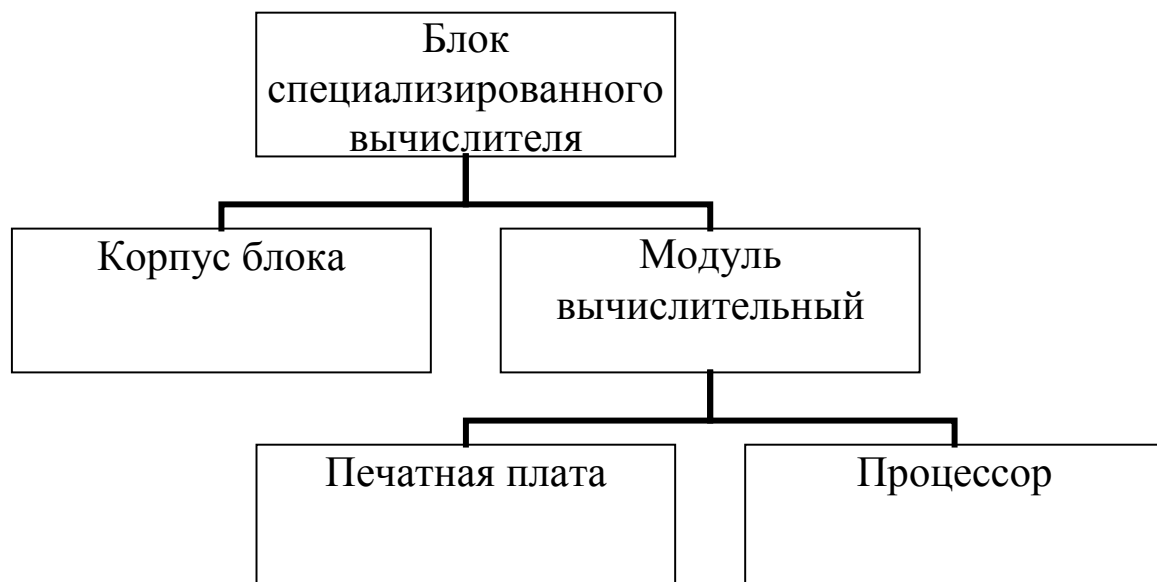 Блок
специализированного
вычислителя
Корпус блока
Модуль
вычислительный
Печатная плата
Процессор